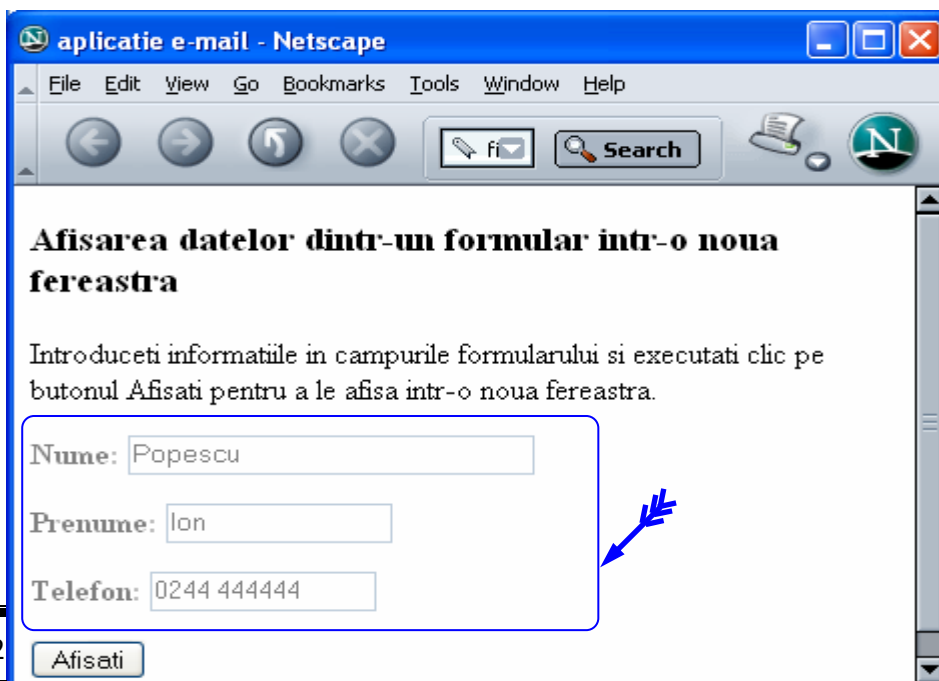 aplicatie e-mail - Netscape
File Edit View Go Bookmarks Tools Window Help
fi Search N
Afisarea datelor dintr-un formular intr-o noua
fereastra
Introduceti informatiile in campurile formularului si executati clic pe
butonul Afisati pentru a le afisa intr-o noua fereastra.
Nume: Popescu
Prenume: Ion
Telefon: 0244 444444
2
Afisati